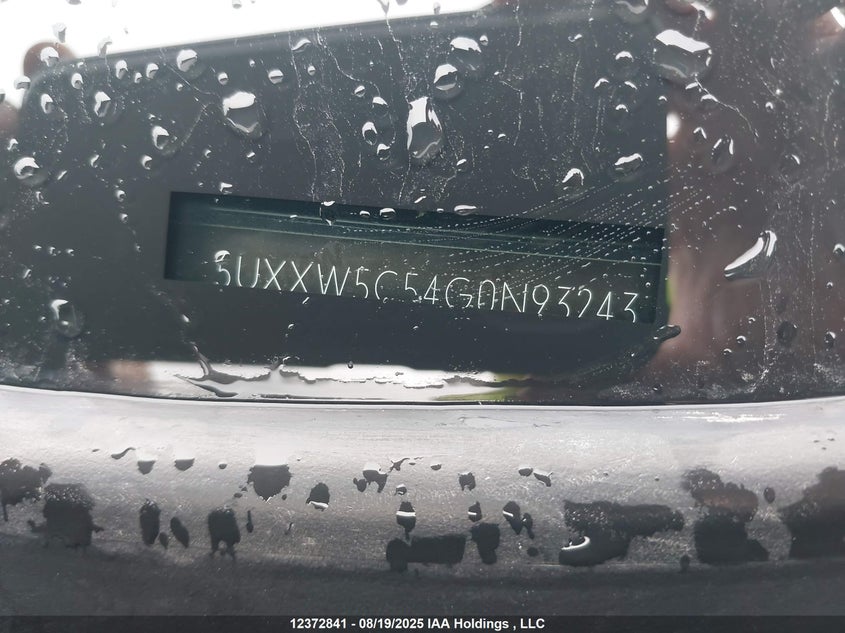 5UXXW5C54G0N93243
12372841 - 08/19/2025 IAA Holdings , LLC